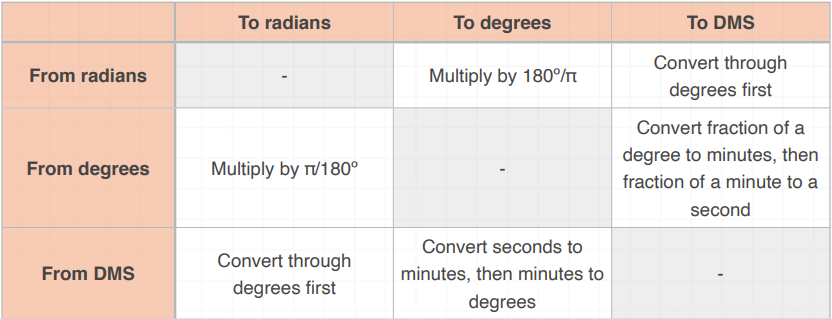 To radians To degrees To DMS
From radians - Multiply by 180º/π Convert through
degrees first
From degrees Multiply by π/180º - Convert fraction of a
degree to minutes, then
fraction of a minute to a
second
From DMS Convert through
degrees first
Convert seconds to
minutes, then minutes to
degrees
-